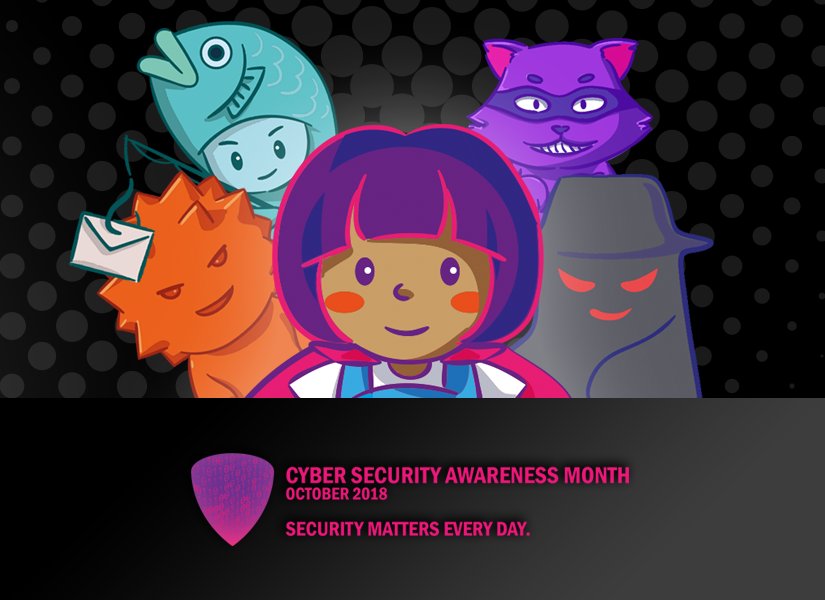 CYBER SECURITY AWARENESS MONTH
OCTOBER 2018
SECURITY MATTERS EVERY DAY.